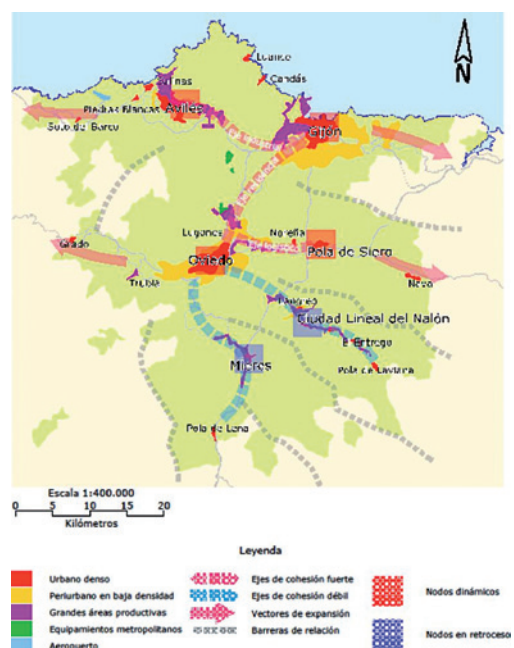 Luanco
Candás
N
Salinas
Piedras Blancas
Avilés
Soto del Barco
Gijón
Lugones
Noreña
Grado
Oviedo
Pola de Siero
Trubia
Nava
Langreo
Ciudad Lineal del Nalón
El Entrego
Mieres
Pola de Laviana
Pola de Lena
Escala 1:400.000
0 5 10 15 20
Kilómetros
Leyenda
Urbano denso
Periurbano en baja densidad
Grandes áreas productivas
Equipamientos metropolitanos
Aeropuerto
Ejes de cohesión fuerte
Ejes de cohesión débil
Vectores de expansión
Barreras de relación
Nodos dinámicos
Nodos en retroceso